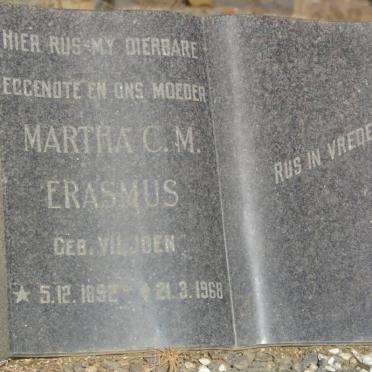 HIER RUS MY DIERBARE
EGGENOTE EN ONS MOEDER
MARTHA C. M.
ERASMUS
GEB. VILJOEN
★ 5.12.1892 ✝ 21.3.1968
RUS IN VREDE